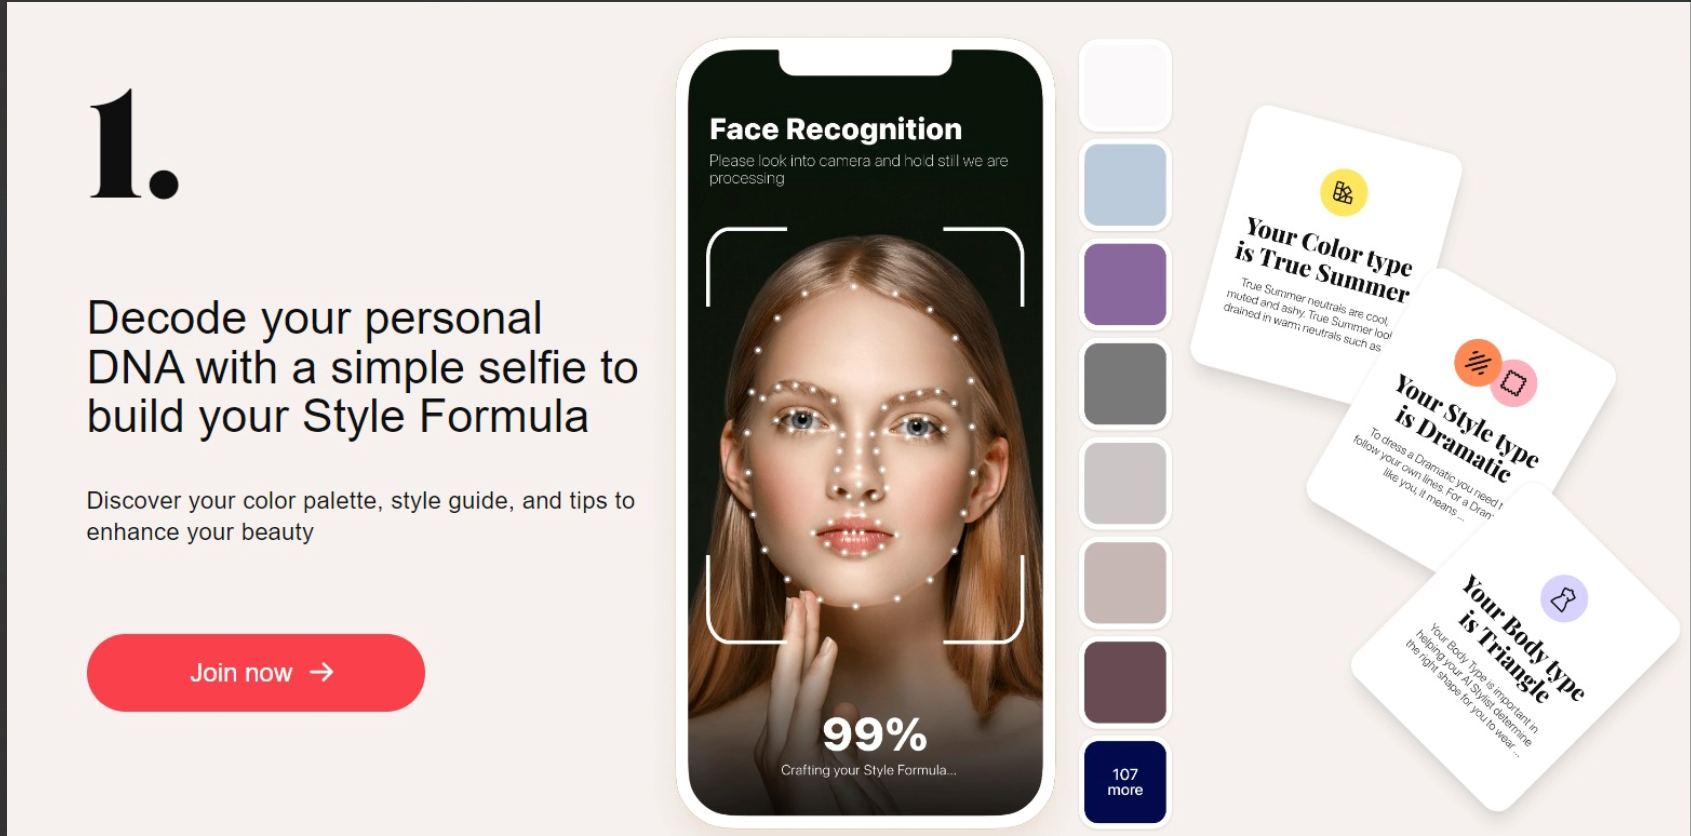 1.
Decode your personal
DNA with a simple selfie to
build your Style Formula
Discover your color palette, style guide, and tips to
enhance your beauty
Join now
Face Recognition
Please look into camera and hold still we are
processing
99%
Crafting your Style Formula...
107
more
Your Color type
is True Summer
True Summer neutrals are cool,
muted and ashy. True Summer loo
drained in warm neutrals such as
Your Style type
is Dramatic
To dress a Dramatic you need t
follow your own lines. For a Dram
like you, it means ...
Your Body type
is Triangle
Your Body Type is important in
helping your AI Stylist determine
the right shape for you to wear ...